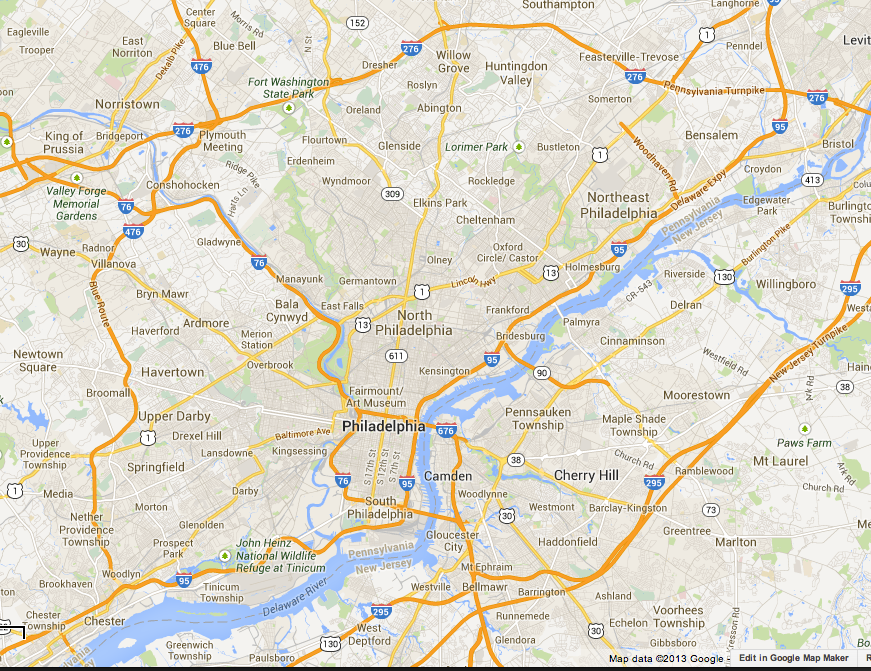 Southampton
Langhorne
95
Center
Square
Morris Rd
152
N St
1
Eagleville
Trooper
East
Norriton
Dekalb Pike
Blue Bell
276
Willow
Grove
Feasterville-Trevose
Penndel
Levit
476
Dresher
Huntingdon
Valley
276
Fort Washington
State Park
Roslyn
Pennsylvania Turnpike
276
Norristown
Oreland
Abington
Somerton
King of
Prussia
Bridgeport
276
Plymouth
Meeting
Flourtown
Glenside
Lorimer Park
Bustleton
95
Bensalem
Bristol
Erdenheim
1
Woodhaven Rd
Croydon
Valley Forge
Memorial
Gardens
Conshohocken
Ridge Pike
Harts Ln
Wyndmoor
309
Rockledge
Northeast
Philadelphia
Delaware Expy
413
Edgewater
Park
Burlington
Township
76
476
Elkins Park
Cheltenham
Pennsylvania
New Jersey
Burlington Pike
30
Wayne
Radnor
Villanova
Gladwyne
76
Olney
Oxford
Circle/ Castor
95
Holmesburg
13
Riverside
130
Willingboro
295
Blue Route
Manayunk
Germantown
Lincoln Hwy
1
CR-543
Bryn Mawr
Bala
Cynwyd
East Falls
North
Philadelphia
Frankford
Delran
Palmyra
Ardmore
Haverford
Merion
Station
13
Bridesburg
Cinnaminson
New Jersey Turnpike
Newtown
Square
Overbrook
611
95
Westfield Rd
Havertown
Kensington
90
Ark Rd
38
Broomall
Fairmount/
Art Museum
Moorestown
Upper Darby
Philadelphia
676
Pennsauken
Township
Maple Shade
Township
Paws Farm
1
Drexel Hill
Baltimore Ave
Upper
Providence
Township
Lansdowne
Kingsessing
S 17th St
S 12th St
S 7th St
38
Church Rd
Mt Laurel
Springfield
76
95
Camden
Cherry Hill
Ramblewood
295
Ark Rd
Church Rd
1
Media
Darby
Woodlynne
Morton
South
Philadelphia
30
Westmont
Barclay-Kingston
73
Nether
Providence
Township
Glenolden
Gloucester
City
Haddonfield
Greentree
Marlton
Prospect
Park
John Heinz
National Wildlife
Refuge at Tinicum
Pennsylvania
New Jersey
Woodlyn
95
Mt Ephraim
Brookhaven
Tinicum
Township
Delaware River
Westville
Bellmawr
Barrington
Ashland
Chester
Township
Chester
295
West
Deptford
Runnemede
Echelon
Voorhees
Township
30
Gibbsboro
130
Greenwich
Township
Paulsboro
Glendora
Map data ©2013 Google -
Edit in Google Map Maker